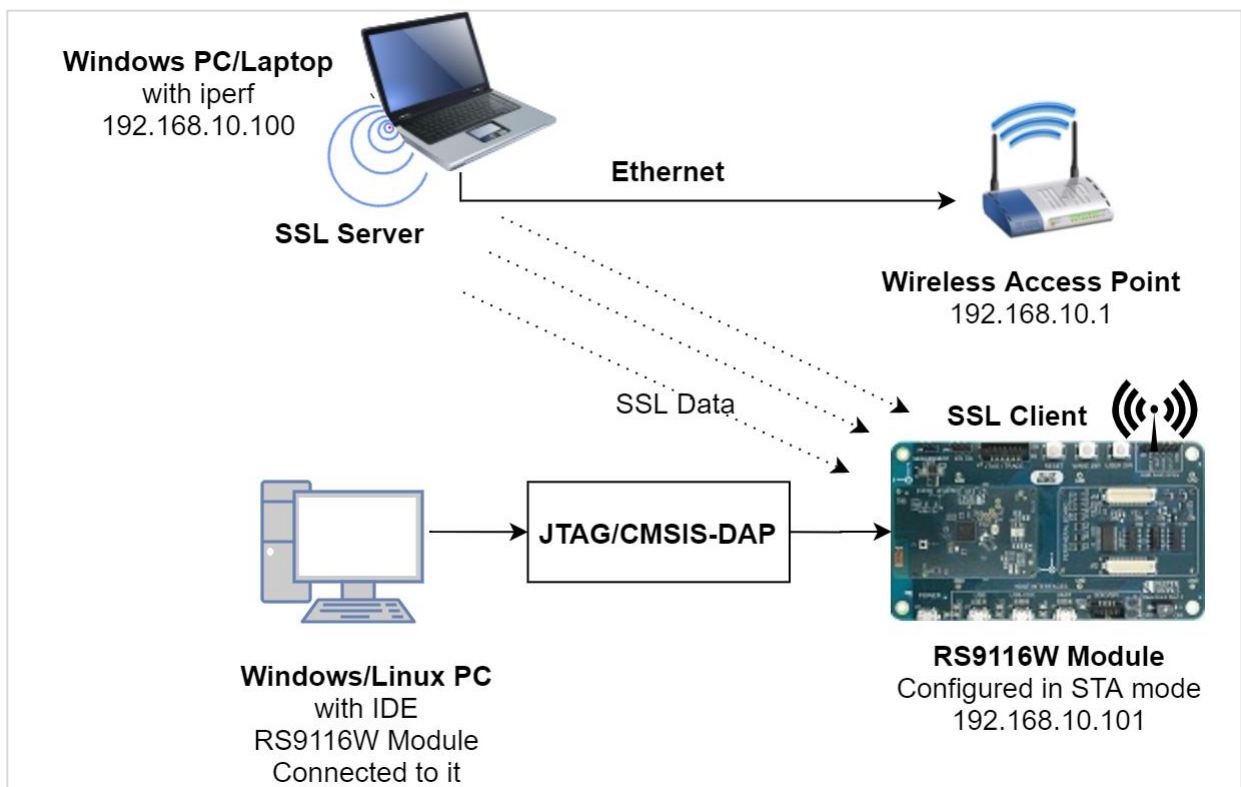 Windows PC/Laptop
with iperf
192.168.10.100
SSL Server
Ethernet
Wireless Access Point
192.168.10.1
SSL Data
SSL Client
JTAG/CMSIS-DAP
Windows/Linux PC
with IDE
RS9116W Module
Connected to it
RS9116W Module
Configured in STA mode
192.168.10.101
RESET
POWER